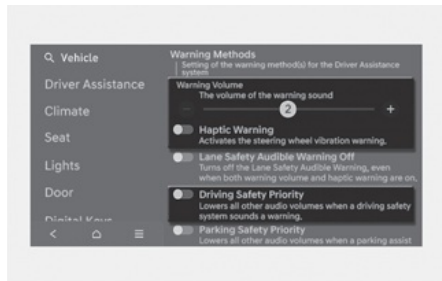 Vehicle
Driver Assistance
Climate
Seat
Lights
Door
Digital Keys
Warning Methods
Setting of the warning method(s) for the Driver Assistance
system
Warning Volume
The volume of the warning sound
2
Haptic Warning
Activates the steering wheel vibration warning.
Lane Safety Audible Warning Off
Turns off the Lane Safety Audible Warning, even
when both warning volume and haptic warning are on.
Driving Safety Priority
Lowers all other audio volumes when a driving safety
system sounds a warning.
Parking Safety Priority
Lowers all other audio volumes when a parking assist